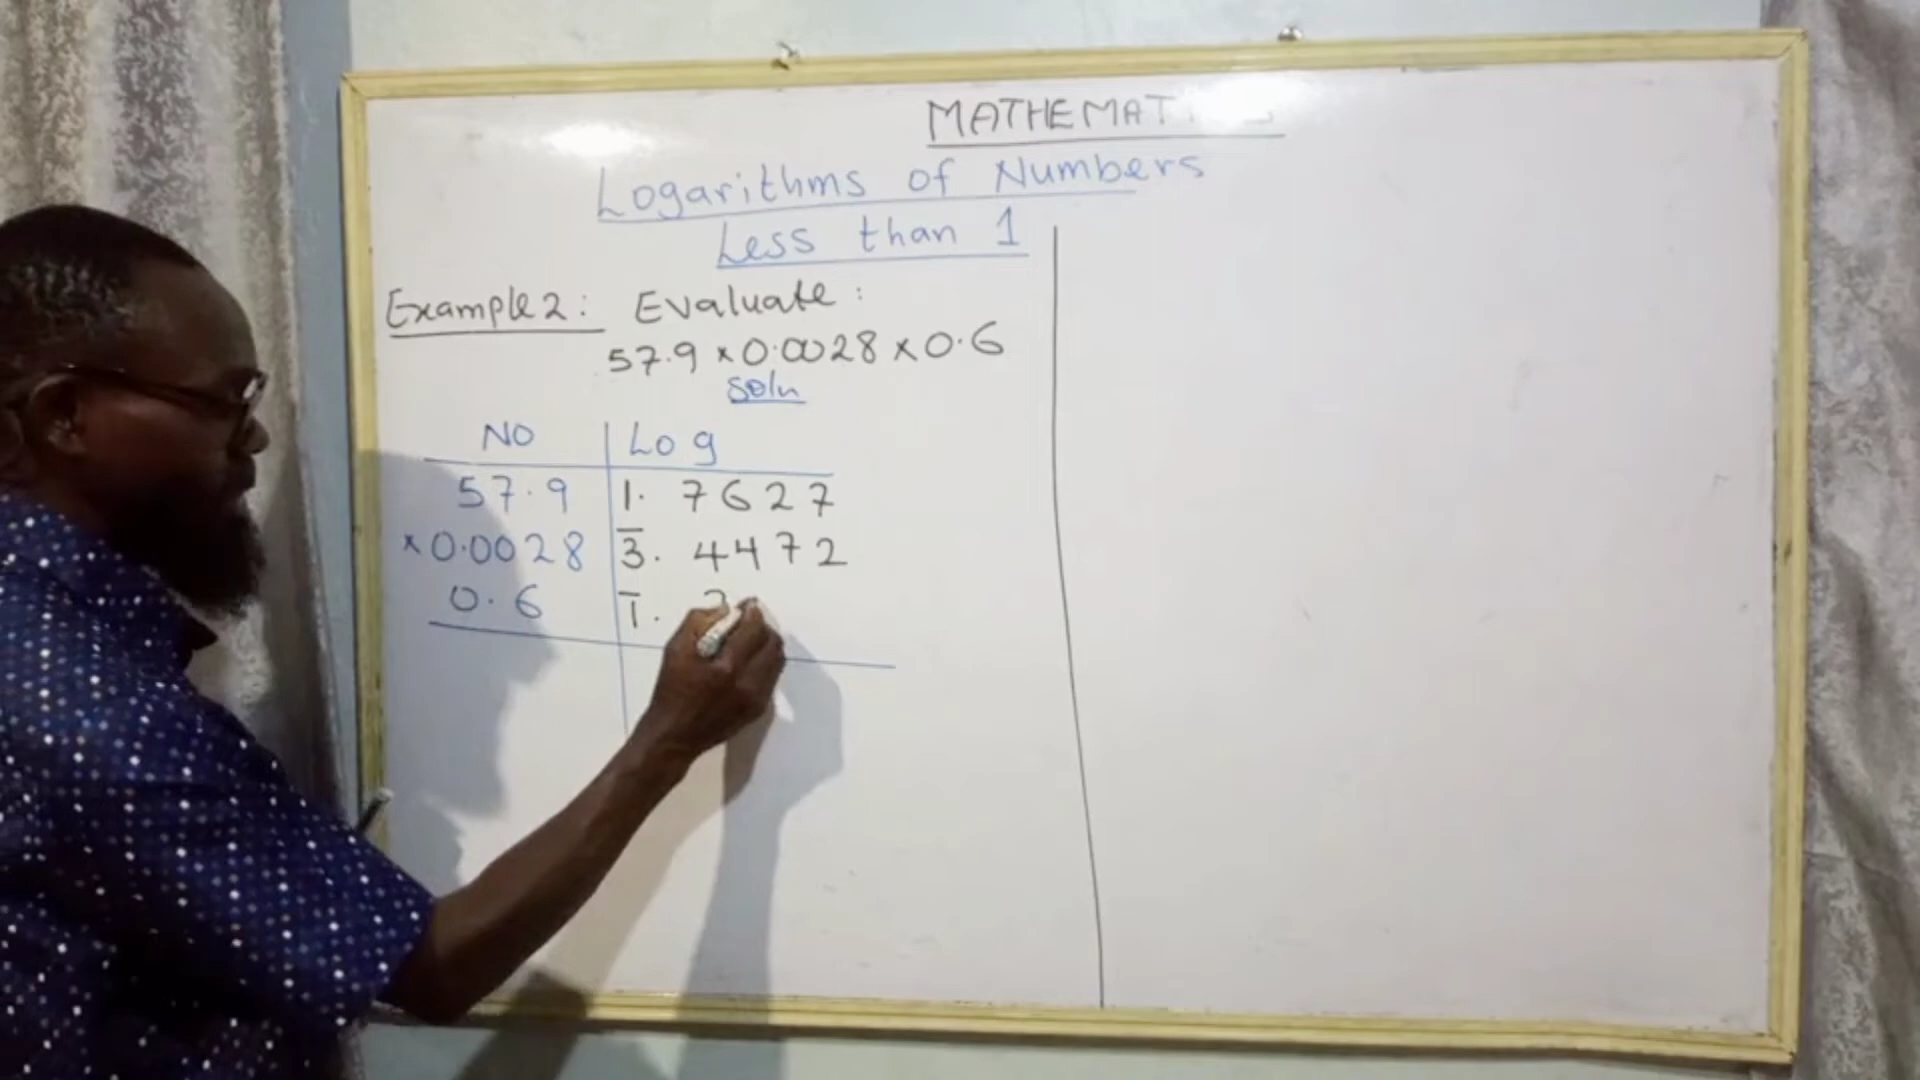 MATHEMAT
Logarithms of Numbers
Less than 1
Example 2: Evaluate:
57.9 × 0.0028 × 0.6
Soln
NO Log
57.9 1. 7627
×0.0028 3̅. 4472
0.6 1̅.